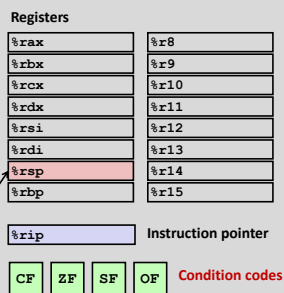 Registers
%rax %r8
%rbx %r9
%rcx %r10
%rdx %r11
%rsi %r12
%rdi %r13
%rsp %r14
%rbp %r15
%rip Instruction pointer
CF ZF SF OF Condition codes